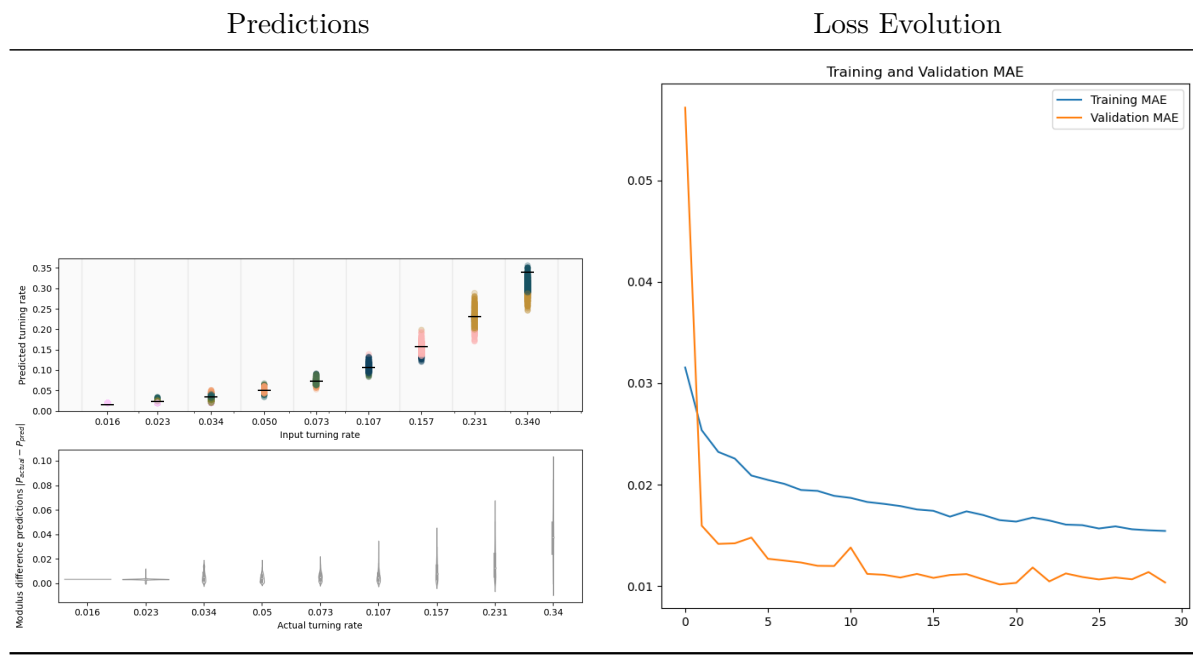 Predictions
Loss Evolution
0.35
0.30
0.25
0.20
0.15
0.10
0.05
0.00
Predicted turning rate
0.016 0.023 0.034 0.050 0.073 0.107 0.157 0.231 0.340
Input turning rate
0.10
0.08
0.06
0.04
0.02
0.00
Modulus difference predictions |P_actual − P_pred|
0.016 0.023 0.034 0.05 0.073 0.107 0.157 0.231 0.34
Actual turning rate
Training and Validation MAE
Training MAE
Validation MAE
0.05
0.04
0.03
0.02
0.01
0 5 10 15 20 25 30